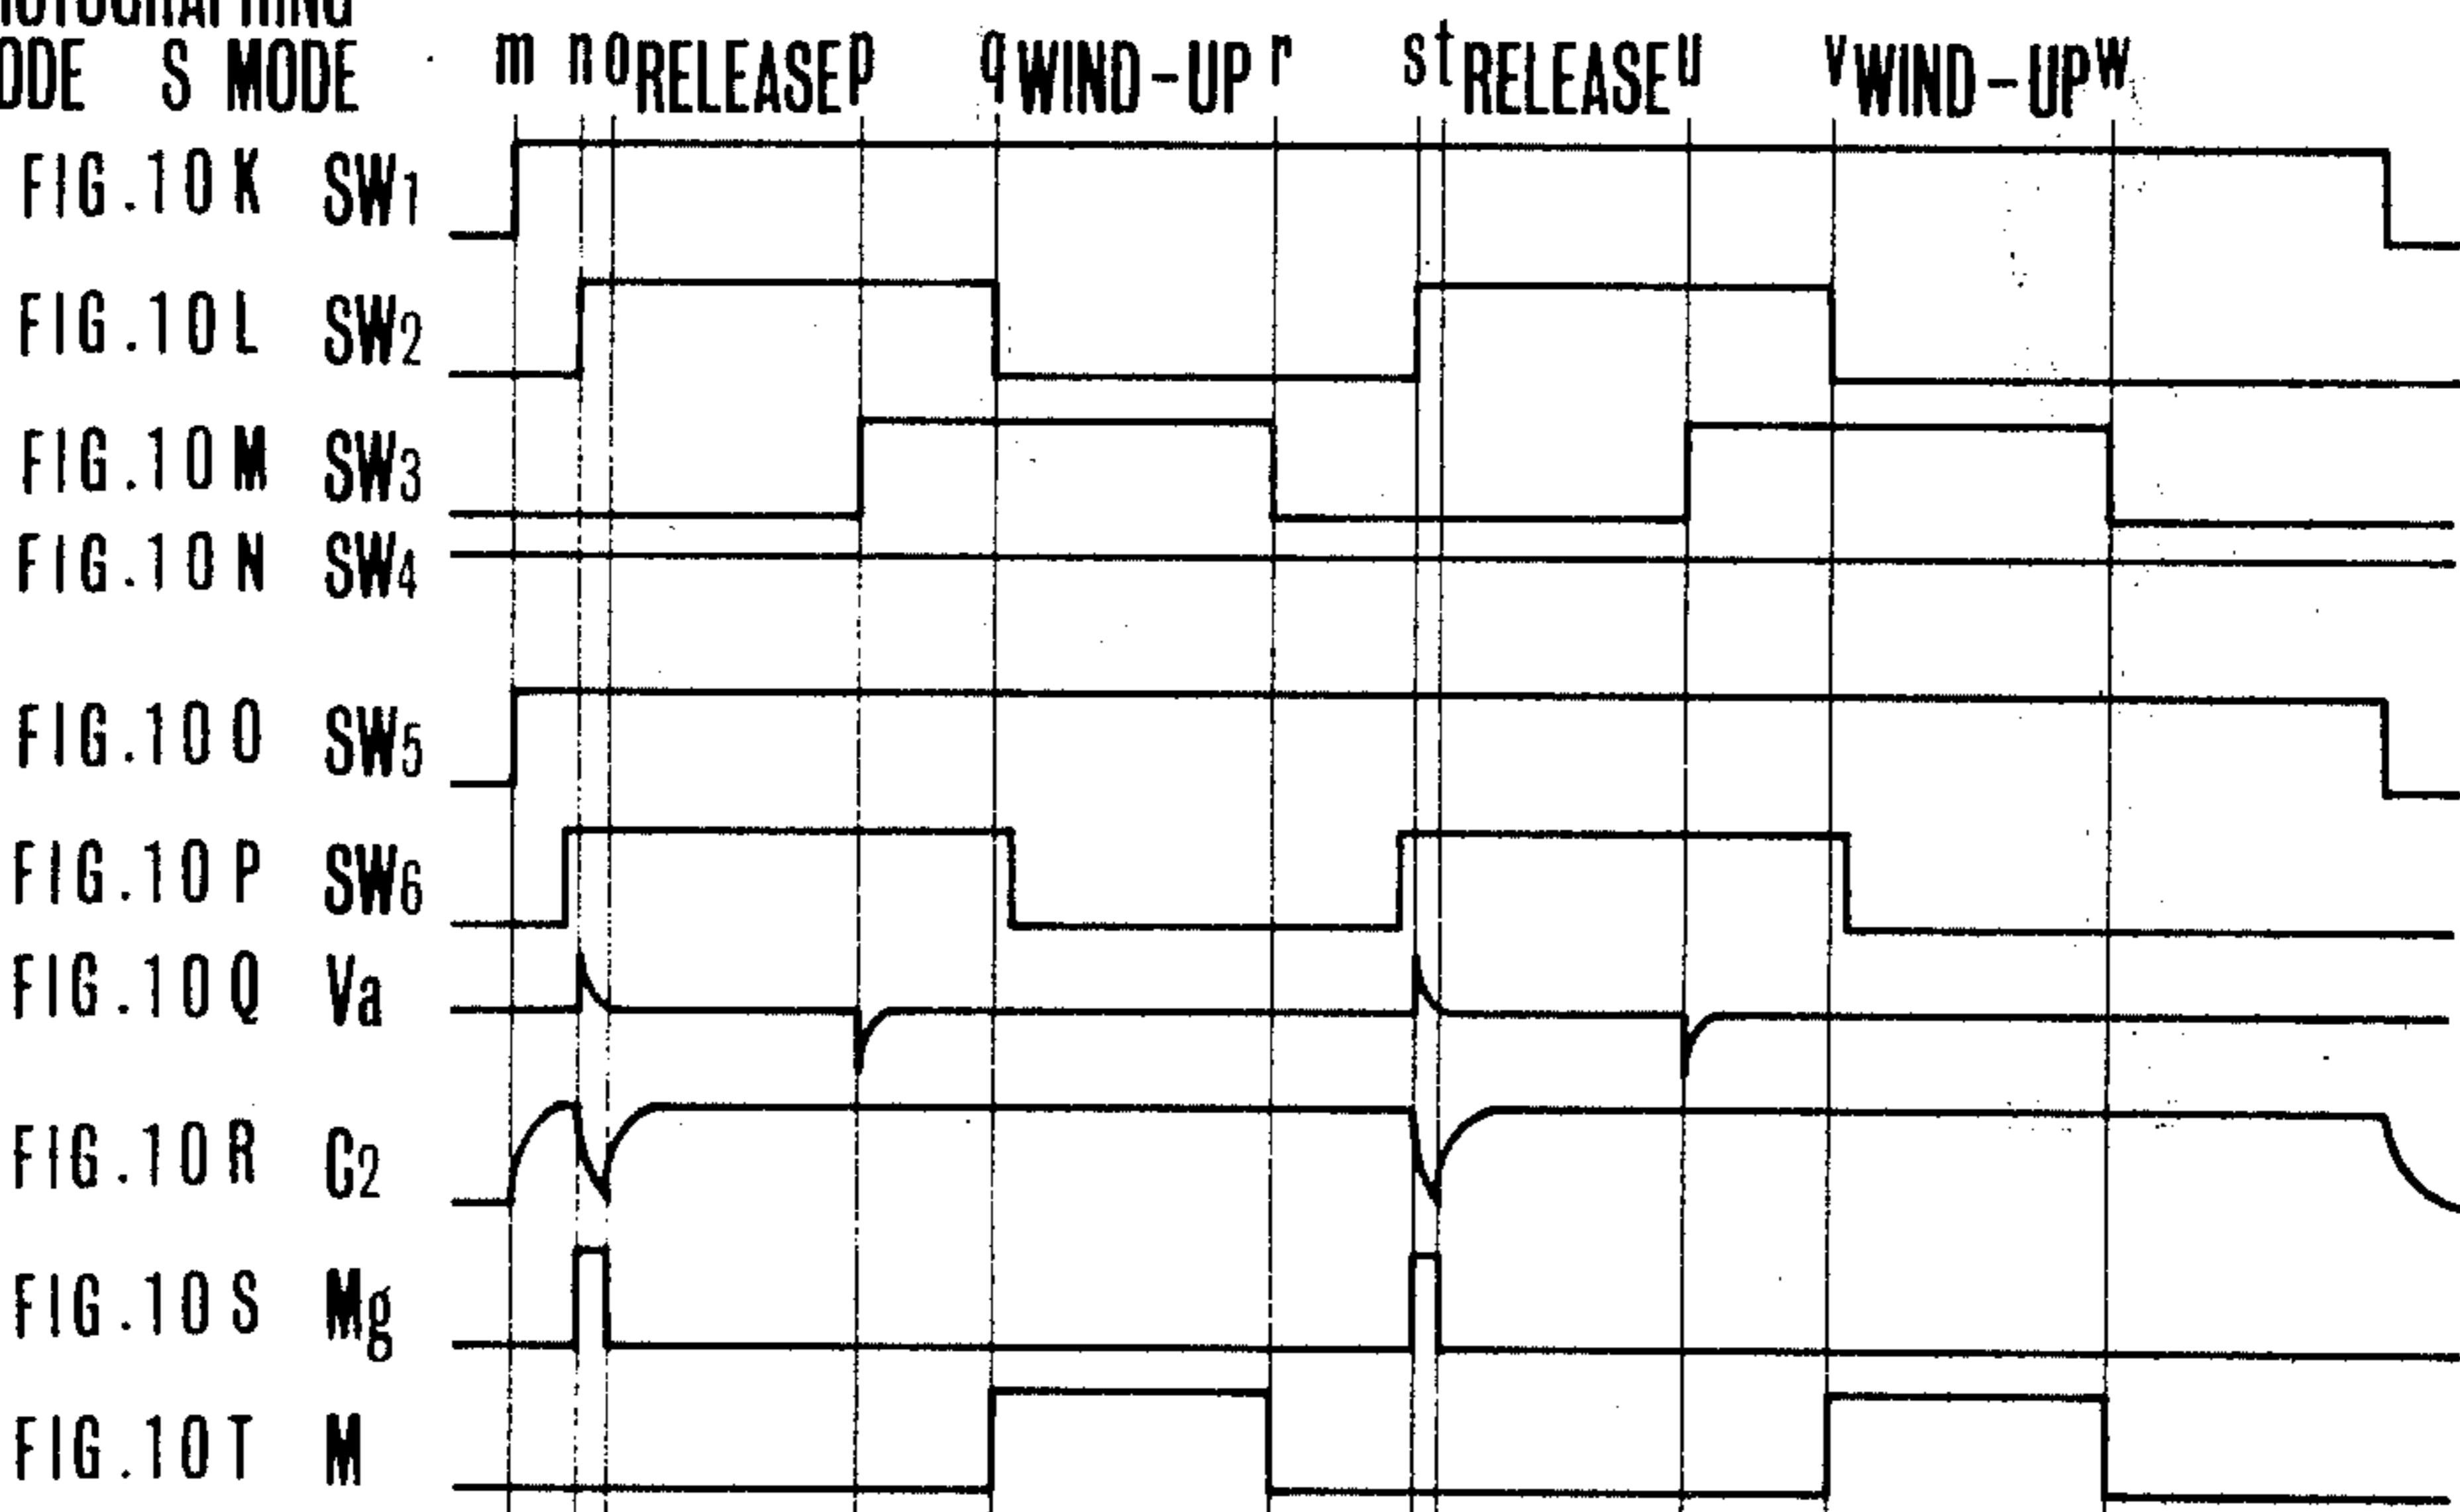 ODE S MODE m n o RELEASE p q WIND-UP r s t RELEASE u v WIND-UP w
FIG.10K SW1
FIG.10L SW2
FIG.10M SW3
FIG.10N SW4
FIG.10O SW5
FIG.10P SW6
FIG.10Q Va
FIG.10R C2
FIG.10S Mg
FIG.10T M